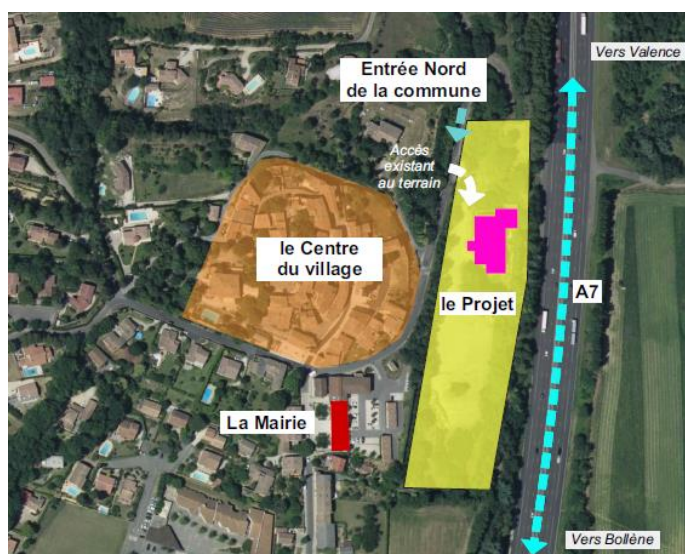 Vers Valence
Entrée Nord
de la commune
Accès
existant
au terrain
le Centre
du village
le Projet
A7
La Mairie
Vers Bollène